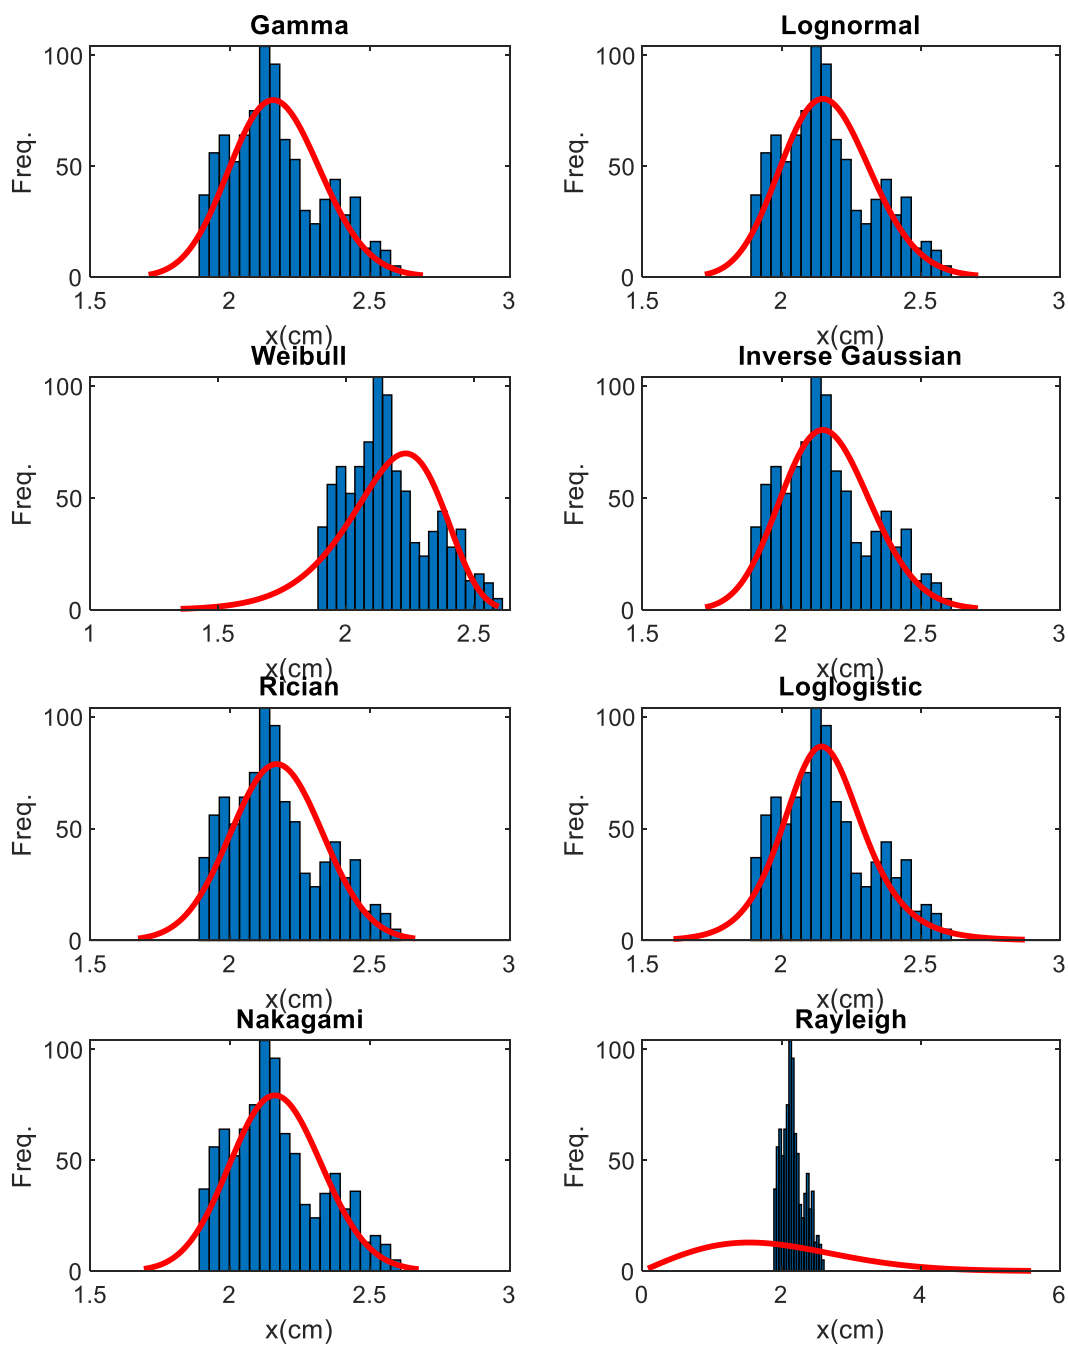 Gamma
100
50
0
Freq.
1.5 2 2.5 3
x(cm)
Lognormal
100
50
0
Freq.
1.5 2 2.5 3
x(cm)
Weibull
100
50
0
Freq.
1 1.5 2 2.5
x(cm)
Inverse Gaussian
100
50
0
Freq.
1.5 2 2.5 3
x(cm)
Rician
100
50
0
Freq.
1.5 2 2.5 3
x(cm)
Loglogistic
100
50
0
Freq.
1.5 2 2.5 3
x(cm)
Nakagami
100
50
0
Freq.
1.5 2 2.5 3
x(cm)
Rayleigh
100
50
0
Freq.
0 2 4 6
x(cm)